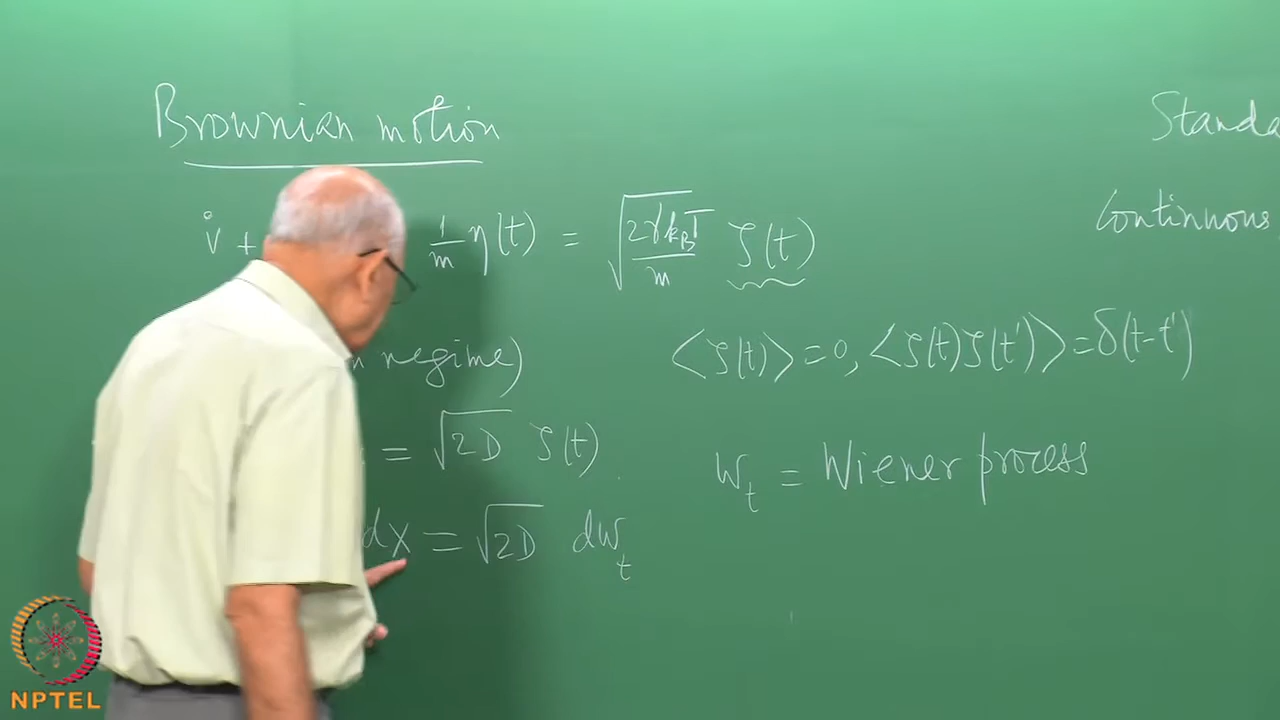 Brownian motion
v̇ + 1/m η(t) = √(2γk_BT/m) ζ(t)
regime)
⟨ζ(t)⟩ = 0, ⟨ζ(t)ζ(t')⟩ = δ(t-t')
= √2D ζ(t).
W_t = Wiener process
dx = √2D dW_t
Standa
Continuous
NPTEL